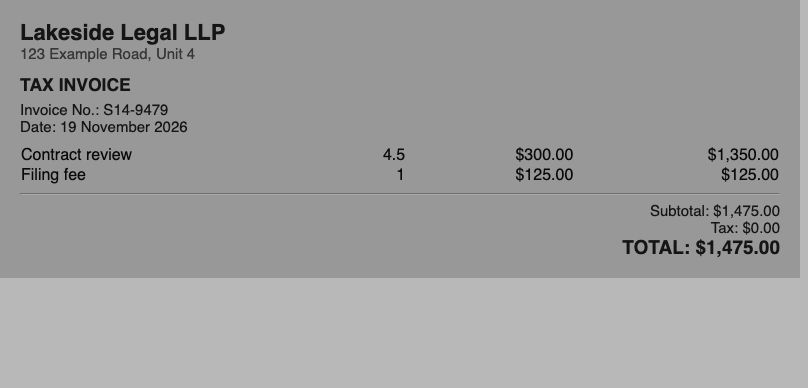 Lakeside Legal LLP
123 Example Road, Unit 4
TAX INVOICE
Invoice No.: S14-9479
Date: 19 November 2026
Contract review 4.5 $300.00 $1,350.00
Filing fee 1 $125.00 $125.00
Subtotal: $1,475.00
Tax: $0.00
TOTAL: $1,475.00